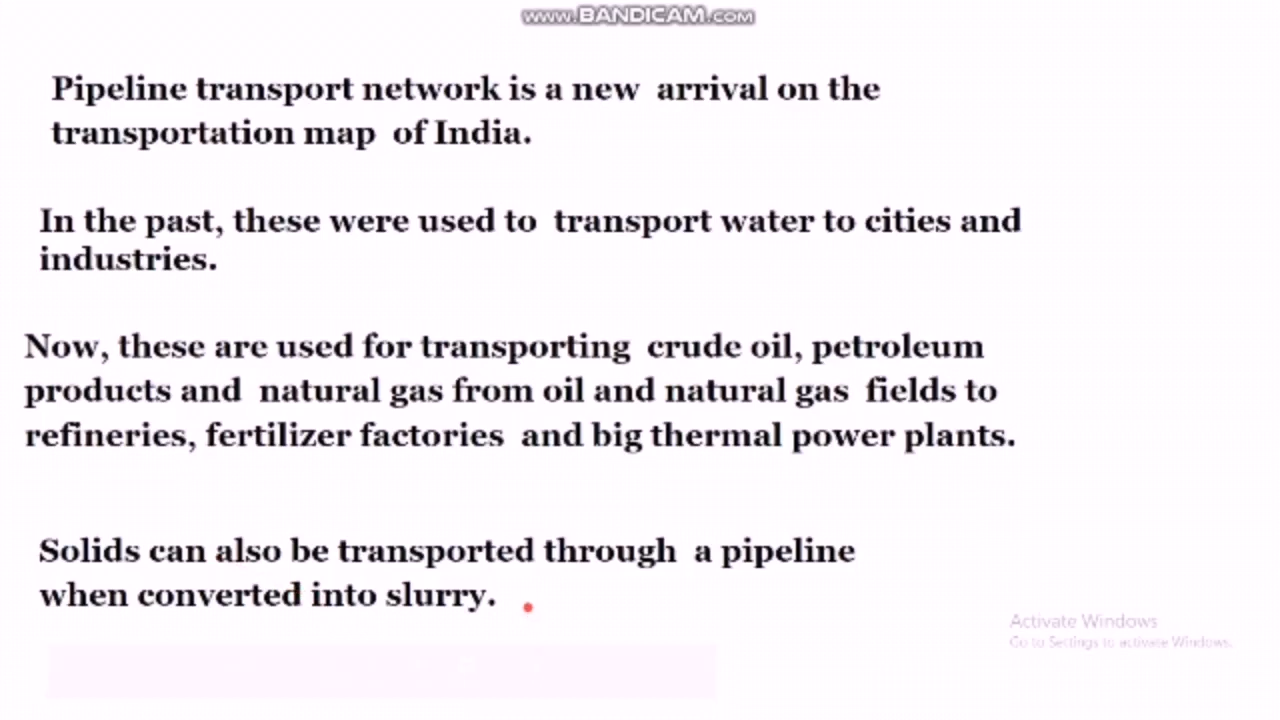 www.BANDICAM.com
Pipeline transport network is a new arrival on the
transportation map of India.
In the past, these were used to transport water to cities and
industries.
Now, these are used for transporting crude oil, petroleum
products and natural gas from oil and natural gas fields to
refineries, fertilizer factories and big thermal power plants.
Solids can also be transported through a pipeline
when converted into slurry.
Activate Windows
Go to Settings to activate Windows.